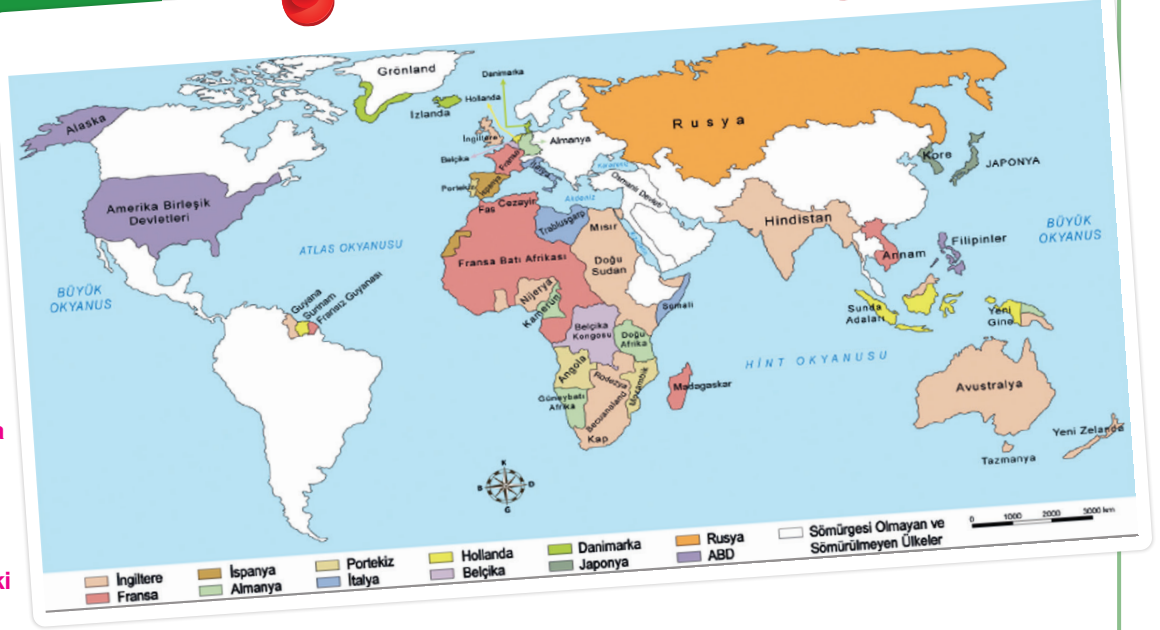 Grönland
Danimarka
Alaska
İzlanda
Hollanda
İngiltere
Almanya
Rusya
Belçika
Fransa
Kore
JAPONYA
Portekiz
İspanya
Karadeniz
Akdeniz
Osmanlı Devleti
Amerika Birleşik
Devletleri
Fas Cezayir
Trablusgarp
Mısır
Hindistan
ATLAS OKYANUSU
BÜYÜK
OKYANUS
Filipinler
Fransa Batı Afrikası
Doğu
Sudan
Annam
BÜYÜK
OKYANUS
Guyana
Surinam
Fransız Guyanası
Nijerya
Kamerun
Somali
Sunda
Adaları
Yeni
Gine
Belçika
Kongosu
Doğu
Afrika
HİNT OKYANUSU
Angola
Rodezya
Mozambik
Madagaskar
Avustralya
Güneybatı
Afrika
Becuanaland
Kap
Yeni Zelanda
Tazmanya
K
B
D
G
0 1000 2000 3000 km
İngiltere
Fransa
İspanya
Almanya
Portekiz
İtalya
Hollanda
Belçika
Danimarka
Japonya
Rusya
ABD
Sömürgesi Olmayan ve
Sömürülmeyen Ülkeler
ki